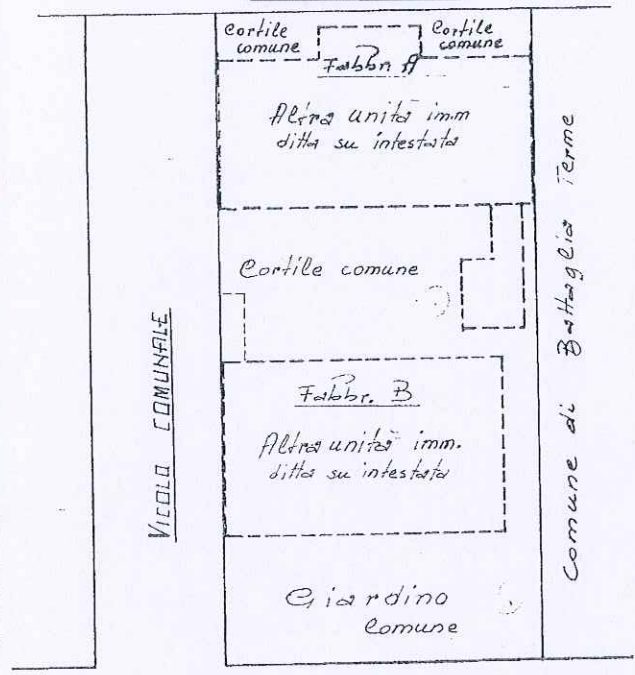 Cortile
comune
Cortile
comune
Fabbr. A
Altra unità imm
ditta su intestata
Cortile comune
VICOLO COMUNALE
Fabbr. B
Altra unità imm.
ditta su intestata
Giardino
Comune
Comune di Battaglia Terme